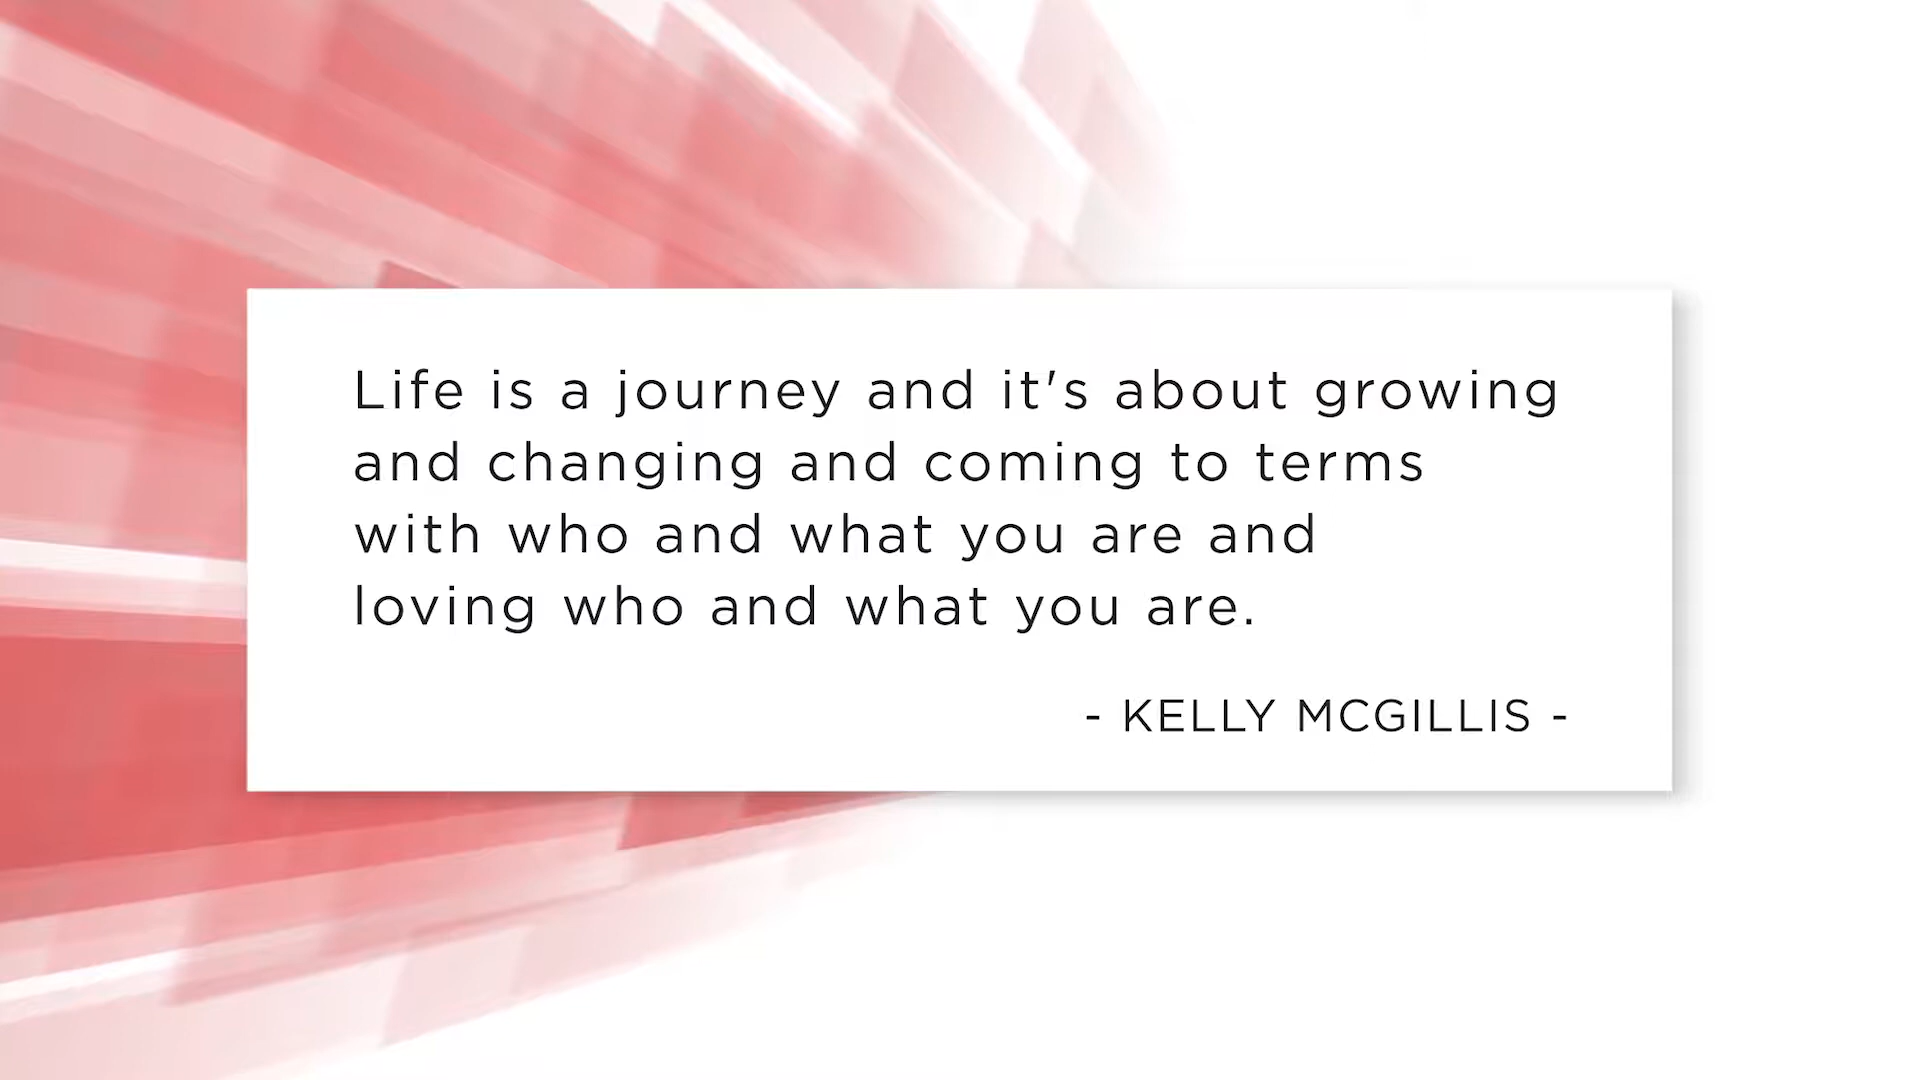 Life is a journey and it's about growing
and changing and coming to terms
with who and what you are and
loving who and what you are.
- KELLY MCGILLIS -